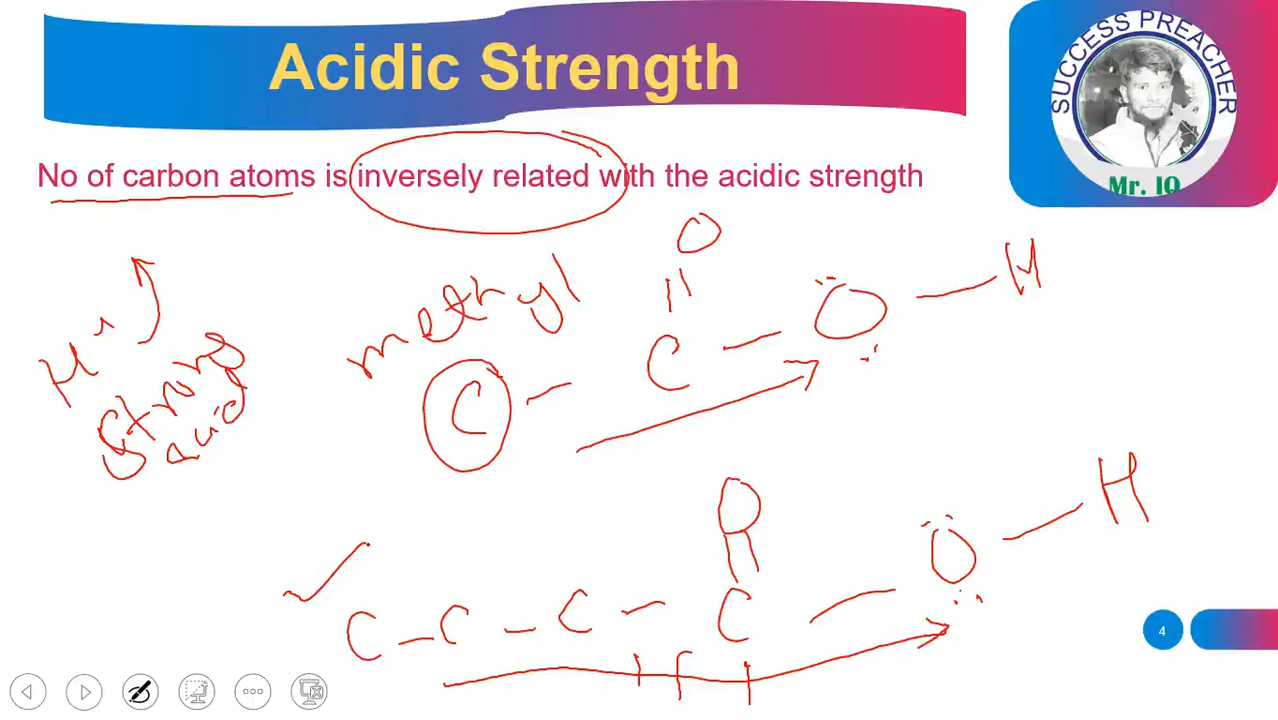 Acidic Strength
SUCCESS PREACHER
Mr. IQ
No of carbon atoms is inversely related with the acidic strength
O
||
methyl
C - C - O - H
H+
Strong
acid
O
||
C - C - C - C - O - H
4